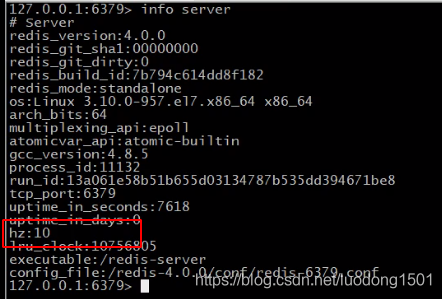 127.0.0.1:6379> info server
# Server
redis_version:4.0.0
redis_git_sha1:00000000
redis_git_dirty:0
redis_build_id:7b794c614dd8f182
redis_mode:standalone
os:Linux 3.10.0-957.el7.x86_64 x86_64
arch_bits:64
multiplexing_api:epoll
atomicvar_api:atomic-builtin
gcc_version:4.8.5
process_id:11132
run_id:13a061e58b51b655d03134787b535dd394671be8
tcp_port:6379
uptime_in_seconds:7618
uptime_in_days:0
hz:10
lru_clock:10756805
executable:/redis-server
config_file:/redis-4.0.0/conf/redis-6379.conf
127.0.0.1:6379>
https://blog.csdn.net/luodong1501